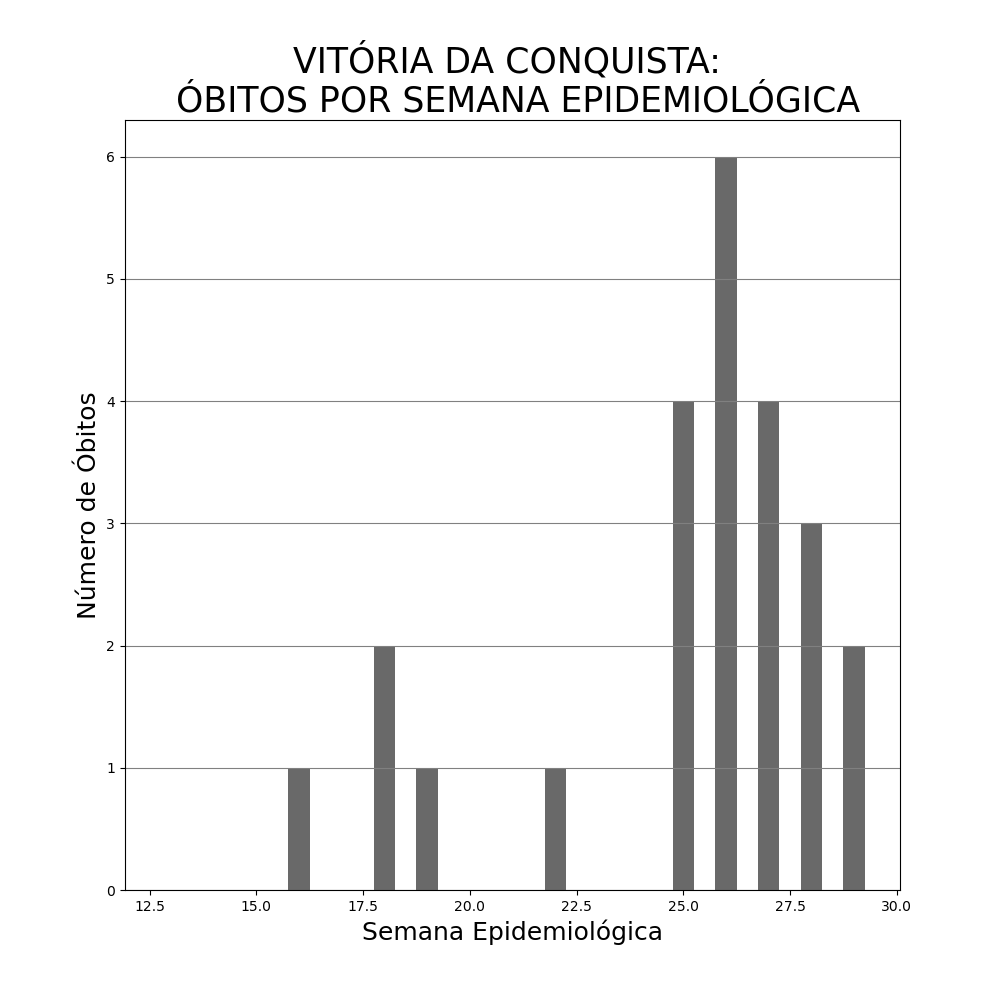 VITÓRIA DA CONQUISTA:
ÓBITOS POR SEMANA EPIDEMIOLÓGICA
Número de Óbitos
6
5
4
3
2
1
0
12.5 15.0 17.5 20.0 22.5 25.0 27.5 30.0
Semana Epidemiológica